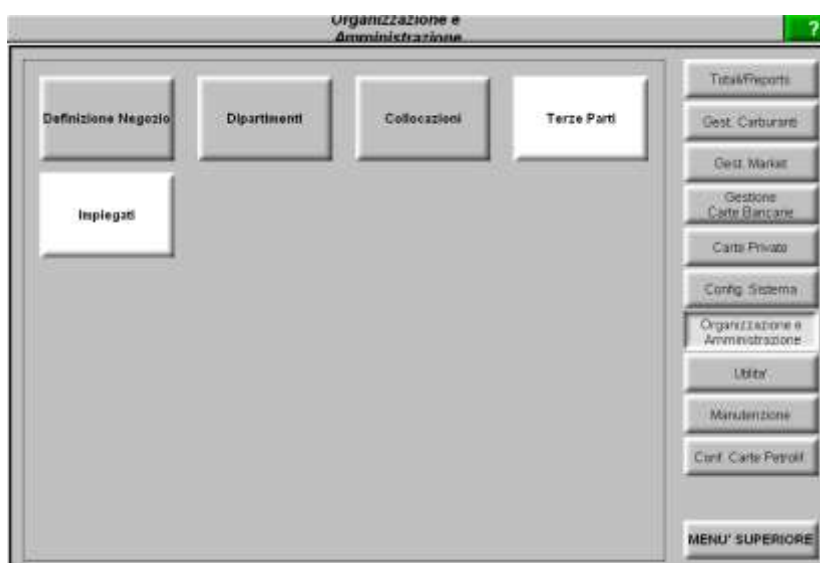 Organizzazione e
Amministrazione
?
Definizione Negozio
Dipartimenti
Collocazioni
Terze Parti
Impiegati
Totali/Reports
Gest. Carburanti
Gest. Market
Gestione
Carte Bancarie
Carte Private
Config. Sistema
Organizzazione e
Amministrazione
Utilita'
Manutenzione
Conf. Carte Petrolif.
MENU' SUPERIORE